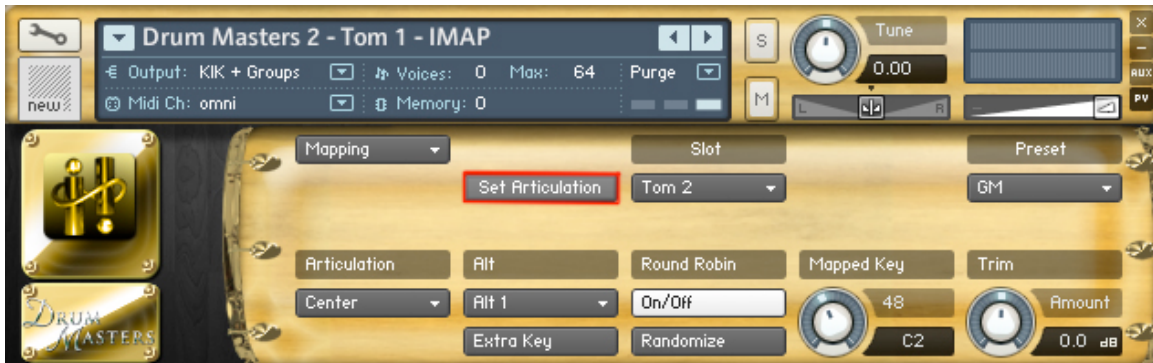 Drum Masters 2 - Tom 1 - IMAP
S
Tune
Output: KIK + Groups
Voices: 0 Max: 64
Purge
0.00
AUX
new
Midi Ch: omni
Memory: 0
M
L
R
PV
Mapping
Slot
Preset
Set Articulation
Tom 2
GM
Articulation
Alt
Round Robin
Mapped Key
Trim
Center
Alt 1
On/Off
48
Amount
DRUM
MASTERS
Extra Key
Randomize
C2
0.0 dB